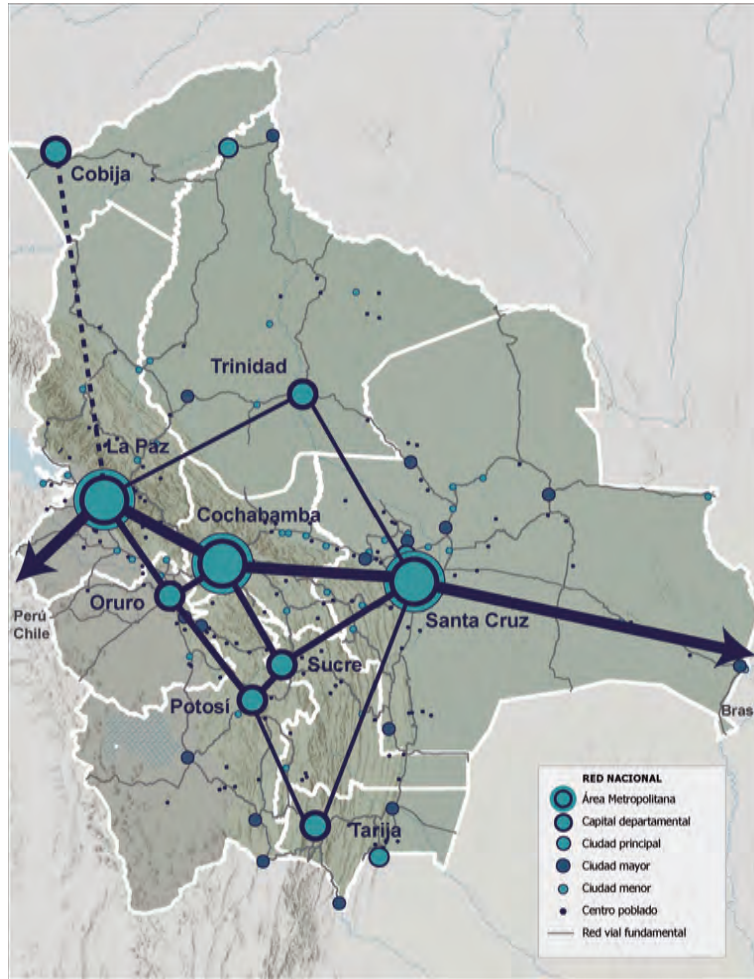 Cobija
Trinidad
La Paz
Cochabamba
Oruro
Perú
Chile
Santa Cruz
Sucre
Potosí
Bras
Tarija
RED NACIONAL
Área Metropolitana
Capital departamental
Ciudad principal
Ciudad mayor
Ciudad menor
Centro poblado
Red vial fundamental